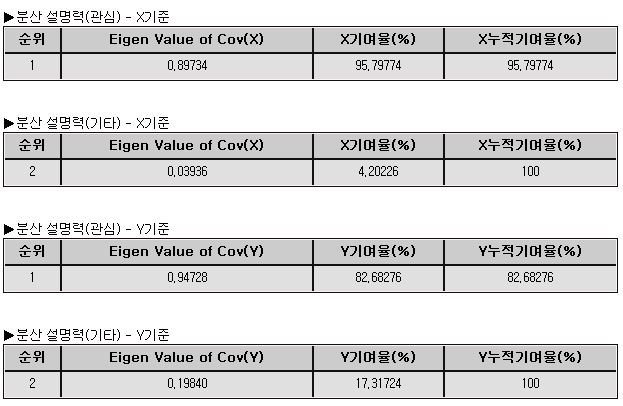 ▶분산 설명력(관심) - X기준
순위 Eigen Value of Cov(X) X기여율(%) X누적기여율(%)
1 0,89734 95,79774 95,79774
▶분산 설명력(기타) - X기준
순위 Eigen Value of Cov(X) X기여율(%) X누적기여율(%)
2 0,03936 4,20226 100
▶분산 설명력(관심) - Y기준
순위 Eigen Value of Cov(Y) Y기여율(%) Y누적기여율(%)
1 0,94728 82,68276 82,68276
▶분산 설명력(기타) - Y기준
순위 Eigen Value of Cov(Y) Y기여율(%) Y누적기여율(%)
2 0,19840 17,31724 100